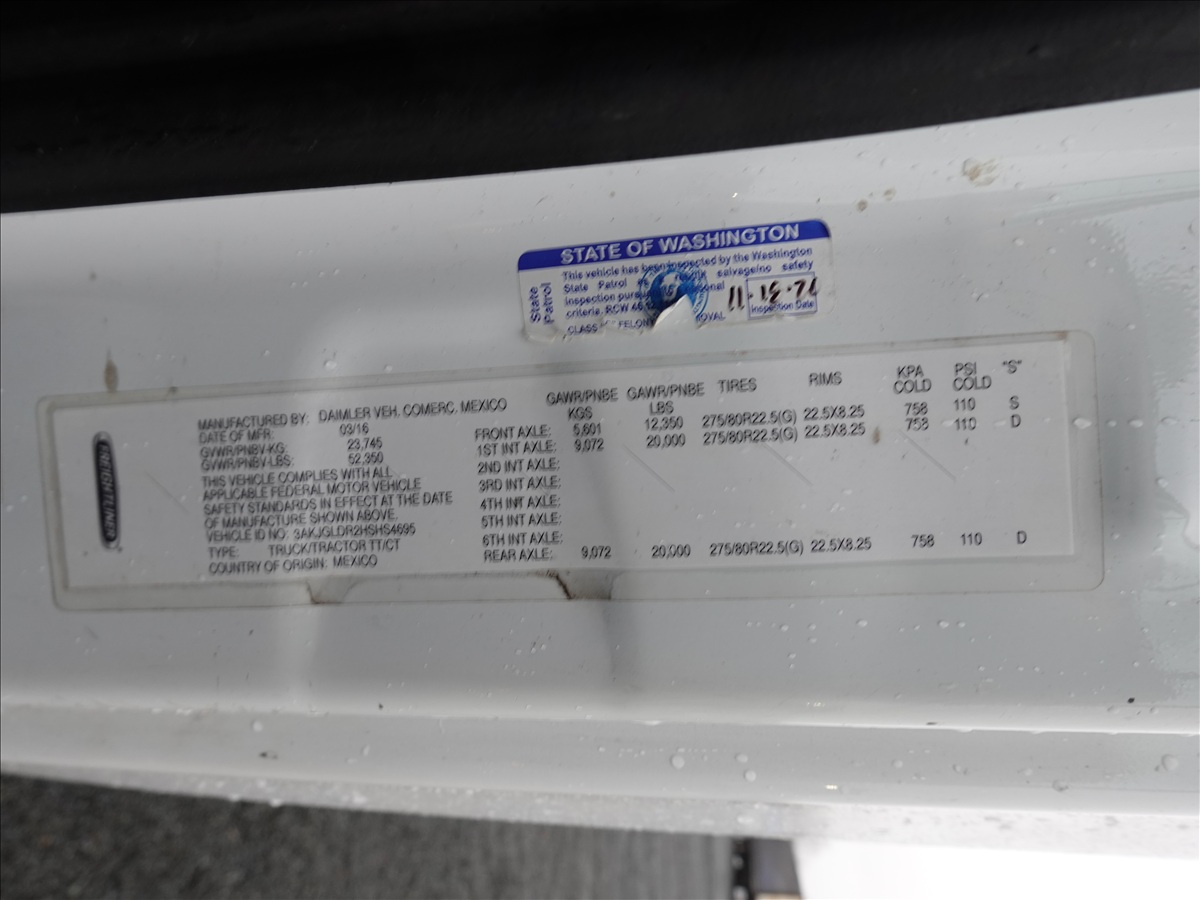 STATE OF WASHINGTON
State Patrol
This vehicle has been inspected by the Washington
State Patrol salvage/no safety
inspection
criteria. RCW 46
CLASS FELONY
Inspection Date
FREIGHTLINER
MANUFACTURED BY: DAIMLER VEH. COMERC. MEXICO
DATE OF MFR: 03/16
GVWR/PNBV-KG: 23,745
GVWR/PNBV-LBS: 52,350
THIS VEHICLE COMPLIES WITH ALL
APPLICABLE FEDERAL MOTOR VEHICLE
SAFETY STANDARDS IN EFFECT AT THE DATE
OF MANUFACTURE SHOWN ABOVE.
VEHICLE ID NO: 3AKJGLDR2HSHS4695
TYPE: TRUCK/TRACTOR TT/CT
COUNTRY OF ORIGIN: MEXICO
GAWR/PNBE KGS GAWR/PNBE LBS TIRES RIMS KPA COLD PSI COLD "S"
FRONT AXLE: 5,601 12,350 275/80R22.5(G) 22.5X8.25 758 110 S
1ST INT AXLE: 9,072 20,000 275/80R22.5(G) 22.5X8.25 758 110 D
2ND INT AXLE:
3RD INT AXLE:
4TH INT AXLE:
5TH INT AXLE:
6TH INT AXLE:
REAR AXLE: 9,072 20,000 275/80R22.5(G) 22.5X8.25 758 110 D